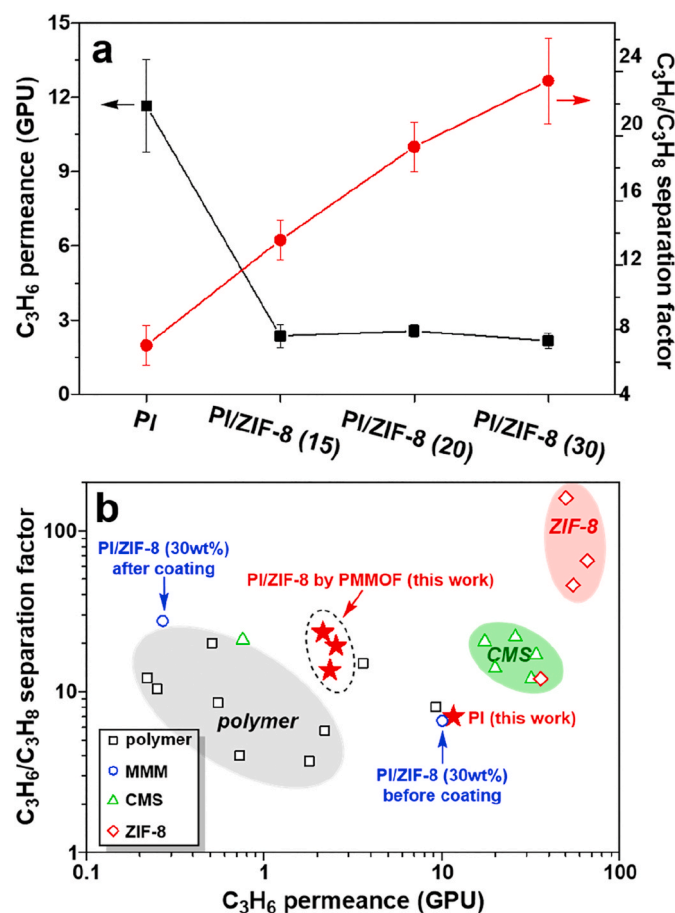 a
C₃H₆ permeance (GPU)
15
12
9
6
3
0
C₃H₆/C₃H₈ separation factor
24
20
16
12
8
4
PI
PI/ZIF-8 (15)
PI/ZIF-8 (20)
PI/ZIF-8 (30)
b
C₃H₆/C₃H₈ separation factor
100
10
1
PI/ZIF-8 (30wt%)
after coating
PI/ZIF-8 by PMMOF (this work)
ZIF-8
CMS
polymer
PI (this work)
PI/ZIF-8 (30wt%)
before coating
polymer
MMM
CMS
ZIF-8
0.1
1
10
100
C₃H₆ permeance (GPU)